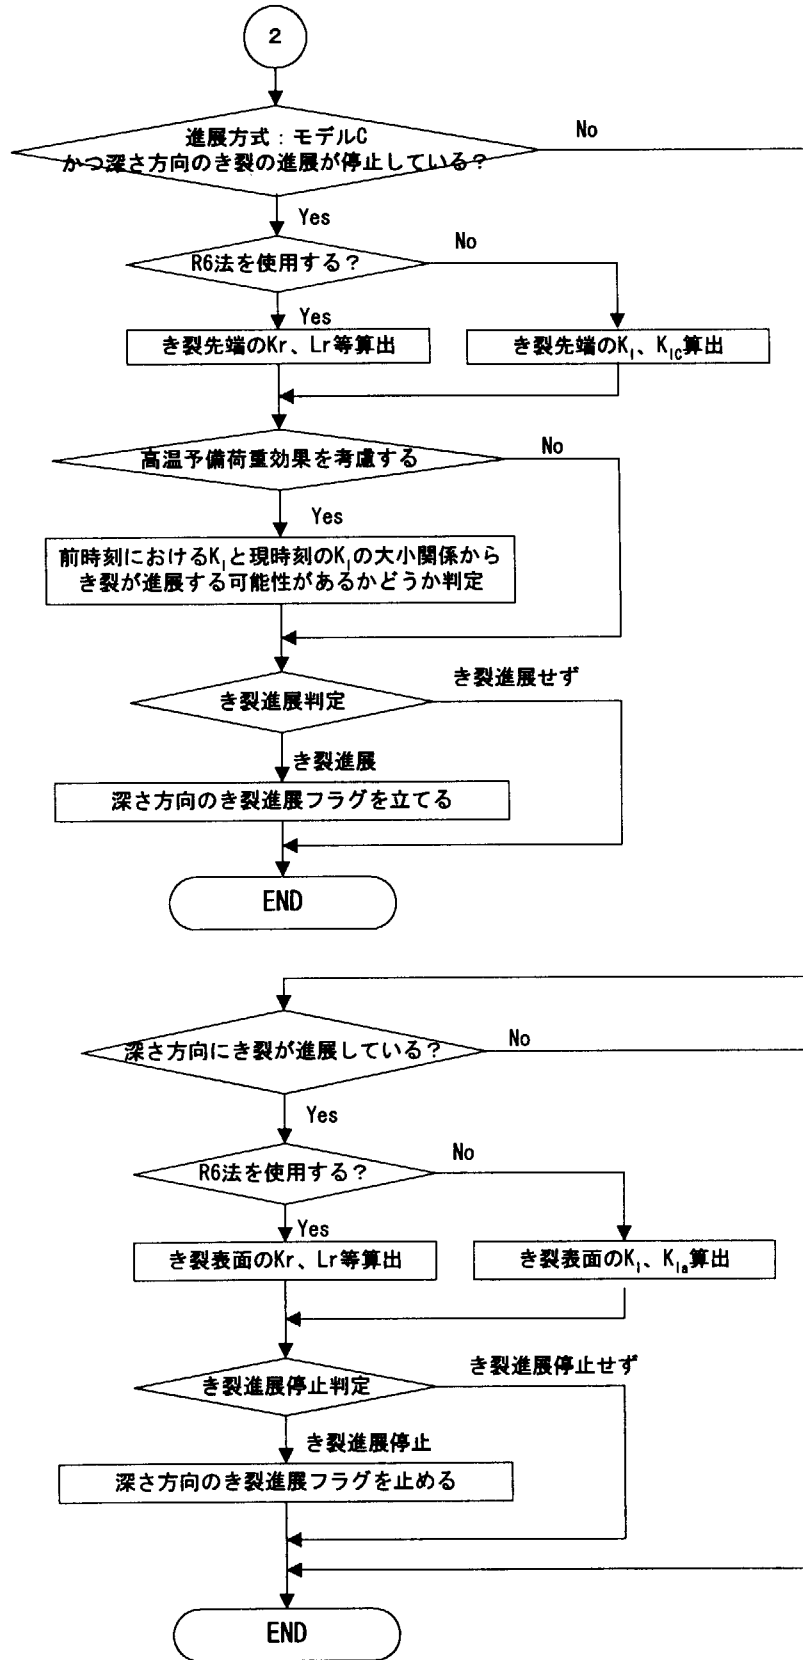 2
進展方式：モデルC
かつ深さ方向のき裂の進展が停止している？
No
Yes
R6法を使用する？
No
Yes
き裂先端のKr、Lr等算出
き裂先端のKI、KIC算出
高温予備荷重効果を考慮する
No
Yes
前時刻におけるKIと現時刻のKIの大小関係から
き裂が進展する可能性があるかどうか判定
き裂進展判定
き裂進展せず
き裂進展
深さ方向のき裂進展フラグを立てる
END
深さ方向にき裂が進展している？
No
Yes
R6法を使用する？
No
Yes
き裂表面のKr、Lr等算出
き裂表面のKI、KIa算出
き裂進展停止判定
き裂進展停止せず
き裂進展停止
深さ方向のき裂進展フラグを止める
END